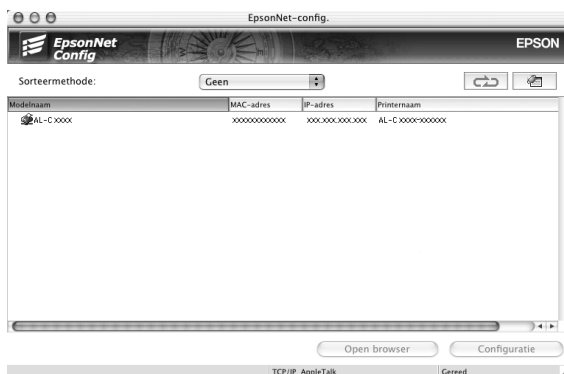 EpsonNet-config.
EpsonNet
Config
EPSON
Sorteermethode: Geen
Modelnaam MAC-adres IP-adres Printernaam
AL-C xxxx xxxxxxxxxxxx xxx.xxx.xxx.xxx AL-C xxxx-xxxxxx
Open browser Configuratie
TCP/IP AppleTalk Gereed